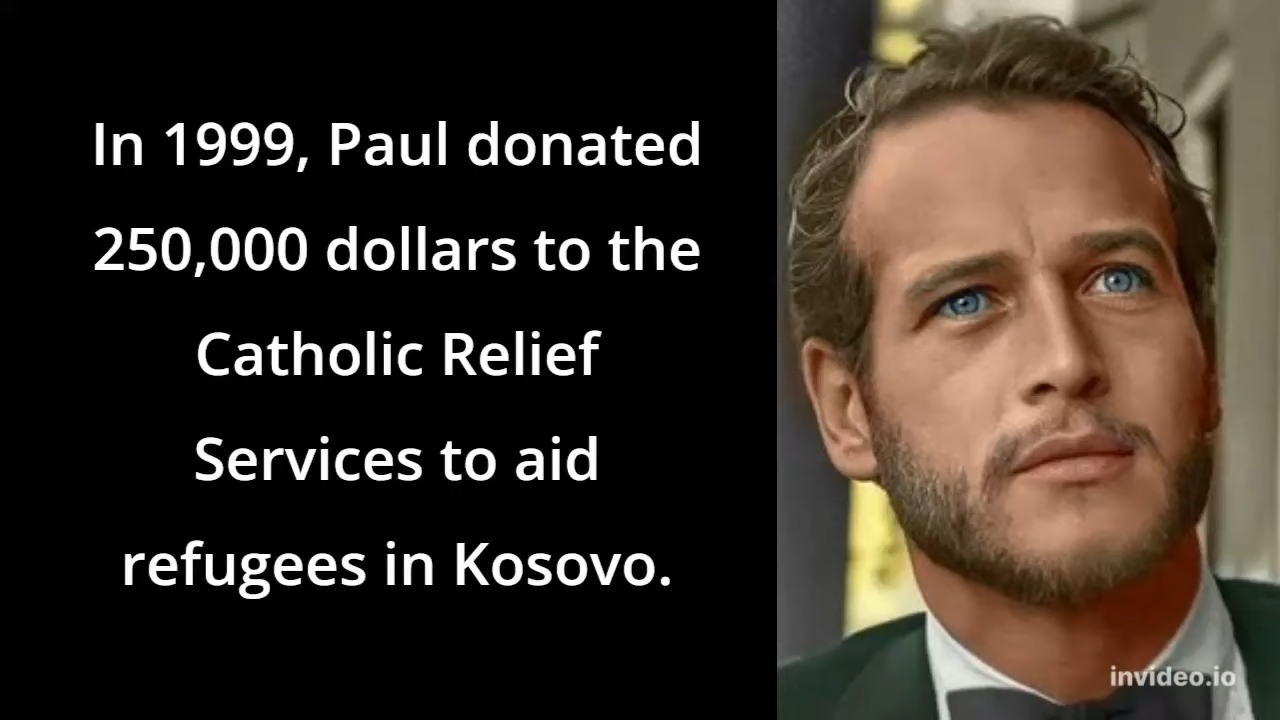 In 1999, Paul donated
250,000 dollars to the
Catholic Relief
Services to aid
refugees in Kosovo.
invideo.io